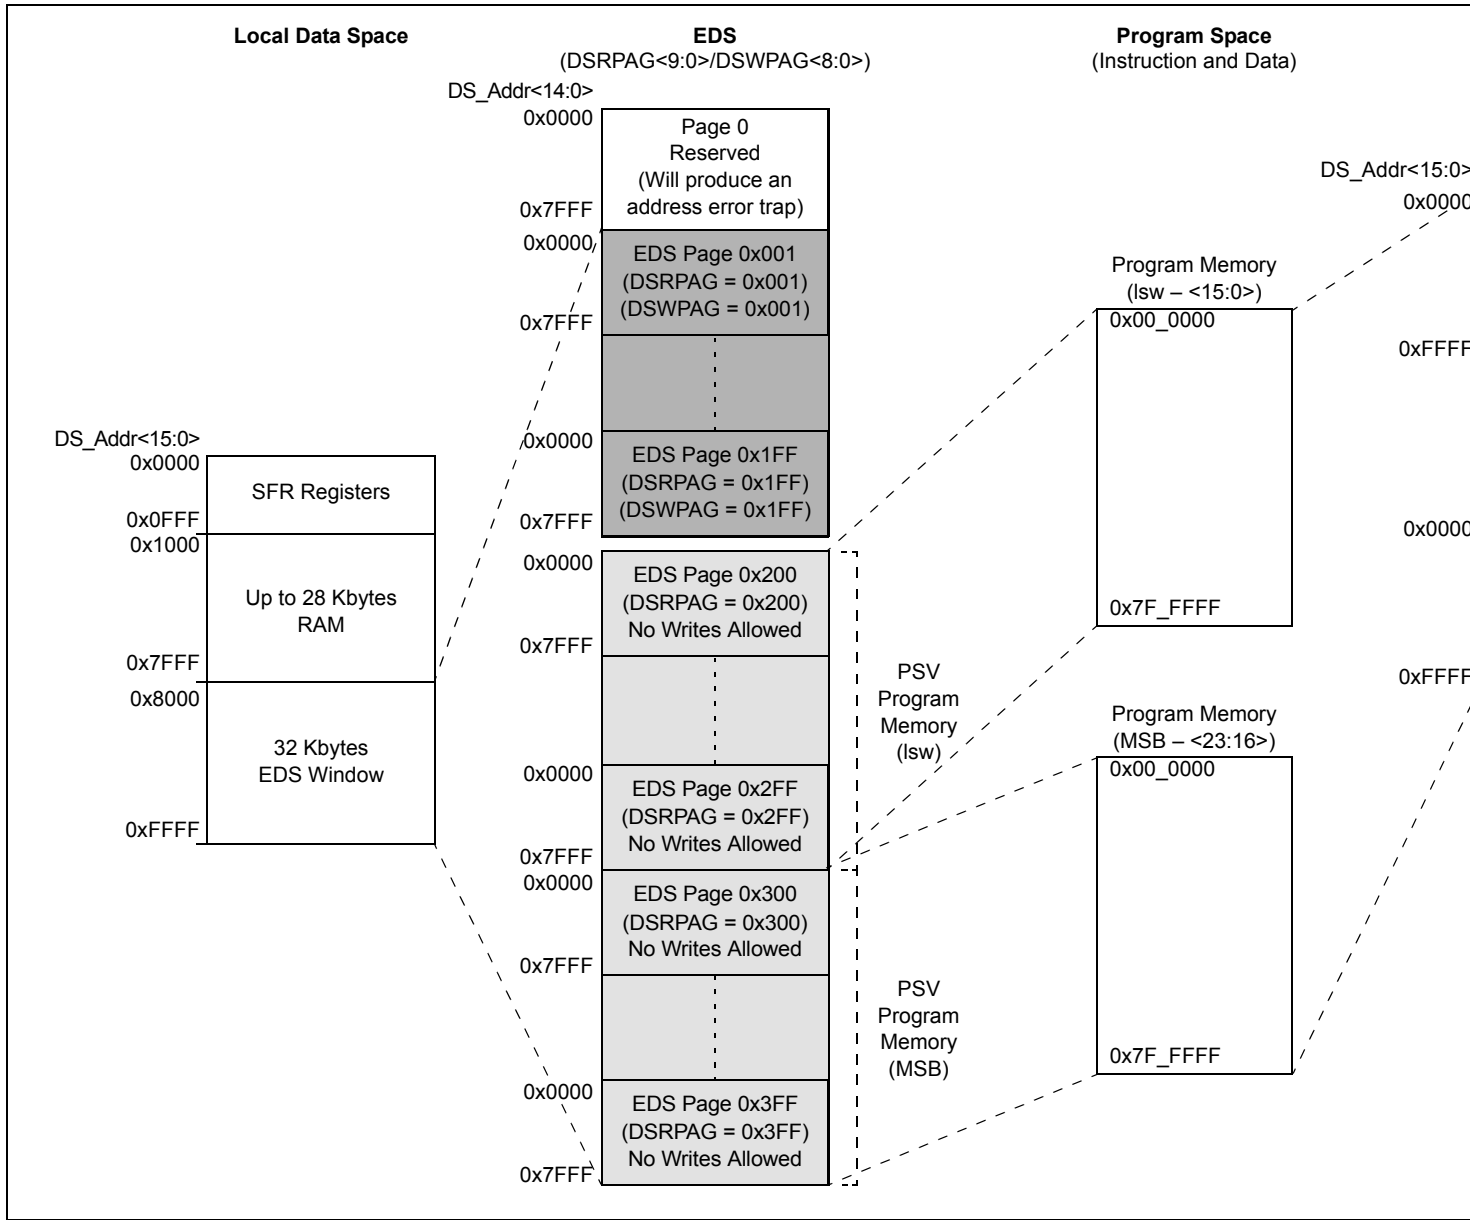 Local Data Space
DS_Addr<15:0>
0x0000
SFR Registers
0x0FFF
0x1000
Up to 28 Kbytes
RAM
0x7FFF
0x8000
32 Kbytes
EDS Window
0xFFFF
EDS
(DSRPAG<9:0>/DSWPAG<8:0>)
DS_Addr<14:0>
0x0000
Page 0
Reserved
(Will produce an
address error trap)
0x7FFF
0x0000
EDS Page 0x001
(DSRPAG = 0x001)
(DSWPAG = 0x001)
0x7FFF
0x0000
EDS Page 0x1FF
(DSRPAG = 0x1FF)
(DSWPAG = 0x1FF)
0x7FFF
0x0000
EDS Page 0x200
(DSRPAG = 0x200)
No Writes Allowed
0x7FFF
PSV
Program
Memory
(lsw)
0x0000
EDS Page 0x2FF
(DSRPAG = 0x2FF)
No Writes Allowed
0x7FFF
0x0000
EDS Page 0x300
(DSRPAG = 0x300)
No Writes Allowed
0x7FFF
PSV
Program
Memory
(MSB)
0x0000
EDS Page 0x3FF
(DSRPAG = 0x3FF)
No Writes Allowed
0x7FFF
Program Space
(Instruction and Data)
Program Memory
(lsw – <15:0>)
0x00_0000
0x7F_FFFF
Program Memory
(MSB – <23:16>)
0x00_0000
0x7F_FFFF
DS_Addr<15:0>
0x0000
0xFFFF
0x0000
0xFFFF